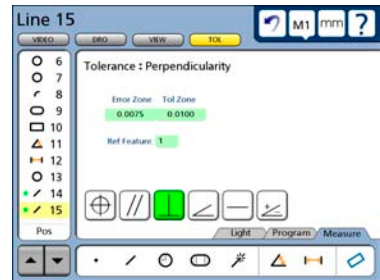 Line 15
M1 mm ?
VIDEO DRO VIEW TOL
6
7
8
9
10
11
12
13
14
15
Pos
Tolerance : Perpendicularity
Error Zone Tol Zone
0.0075 0.0100
Ref Feature 1
Light Program Measure